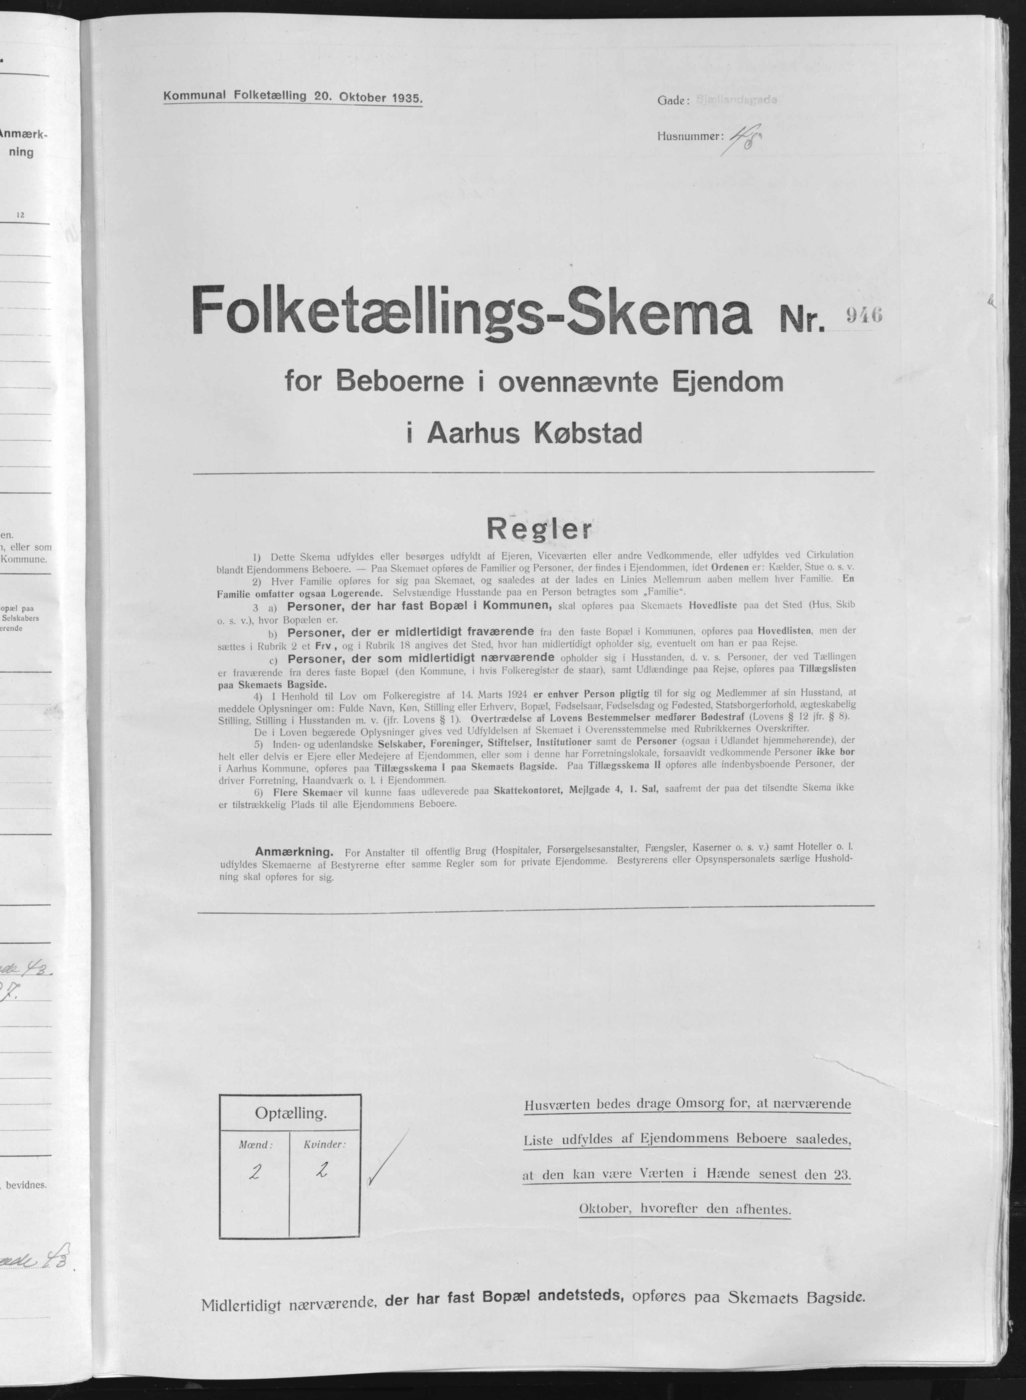 Anmærk-
ning
12
en.
n, eller som
Kommune.
opæl paa
Selskabers
erende
43.
7.
, bevidnes.
43.
Kommunal Folketælling 20. Oktober 1935.
Gade: Sjællandsgade
Husnummer:
Folketællings-Skema Nr. 946
for Beboerne i ovennævnte Ejendom
i Aarhus Købstad
Regler
1) Dette Skema udfyldes eller besørges udfyldt af Ejeren, Viceværten eller andre Vedkommende, eller udfyldes ved Cirkulation
blandt Ejendommens Beboere. — Paa Skemaet opføres de Familier og Personer, der findes i Ejendommen, idet Ordenen er: Kælder, Stue o. s. v.
2) Hver Familie opføres for sig paa Skemaet, og saaledes at der lades en Linies Mellemrum aaben mellem hver Familie. En
Familie omfatter ogsaa Logerende. Selvstændige Husstande paa en Person betragtes som „Familie“.
3 a) Personer, der har fast Bopæl i Kommunen, skal opføres paa Skemaets Hovedliste paa det Sted (Hus, Skib
o. s. v.), hvor Bopælen er.
b) Personer, der er midlertidigt fraværende fra den faste Bopæl i Kommunen, opføres paa Hovedlisten, men der
sættes i Rubrik 2 et Frv., og i Rubrik 18 angives det Sted, hvor han midlertidigt opholder sig, eventuelt om han er paa Rejse.
c) Personer, der som midlertidigt nærværende opholder sig i Husstanden, d. v. s. Personer, der ved Tællingen
er fraværende fra deres faste Bopæl (den Kommune, i hvis Folkeregister de staar), samt Udlændinge paa Rejse, opføres paa Tillægslisten
paa Skemaets Bagside.
4) I Henhold til Lov om Folkeregistre af 14. Marts 1924 er enhver Person pligtig til for sig og Medlemmer af sin Husstand, at
meddele Oplysninger om: Fulde Navn, Køn, Stilling eller Erhverv, Bopæl, Fødselsaar, Fødselsdag og Fødested, Statsborgerforhold, ægteskabelig
Stilling, Stilling i Husstanden m. v. (jfr. Lovens § 1). Overtrædelse af Lovens Bestemmelser medfører Bødestraf (Lovens § 12 jfr. § 8).
De i Loven begærede Oplysninger gives ved Udfyldelsen af Skemaet i Overensstemmelse med Rubrikkernes Overskrifter.
5) Inden- og udenlandske Selskaber, Foreninger, Stiftelser, Institutioner samt de Personer (ogsaa i Udlandet hjemmehørende), der
helt eller delvis er Ejere eller Medejere af Ejendommen, eller som i denne har Forretningslokale, forsaavidt vedkommende Personer ikke bor
i Aarhus Kommune, opføres paa Tillægsskema I paa Skemaets Bagside. Paa Tillægsskema II opføres alle indenbysboende Personer, der
driver Forretning, Haandværk o. l. i Ejendommen.
6) Flere Skemaer vil kunne faas udleverede paa Skattekontoret, Mejlgade 4, 1. Sal, saafremt der paa det tilsendte Skema ikke
er tilstrækkelig Plads til alle Ejendommens Beboere.
Anmærkning. For Anstalter til offentlig Brug (Hospitaler, Forsørgelsesanstalter, Fængsler, Kaserner o. s. v.) samt Hoteller o. l.
udfyldes Skemaerne af Bestyrerne efter samme Regler som for private Ejendomme. Bestyrerens eller Opsynspersonalets særlige Hushold-
ning skal opføres for sig.
Optælling.
Mænd: Kvinder:
2 2
Husværten bedes drage Omsorg for, at nærværende
Liste udfyldes af Ejendommens Beboere saaledes,
at den kan være Værten i Hænde senest den 23.
Oktober, hvorefter den afhentes.
Midlertidigt nærværende, der har fast Bopæl andetsteds, opføres paa Skemaets Bagside.